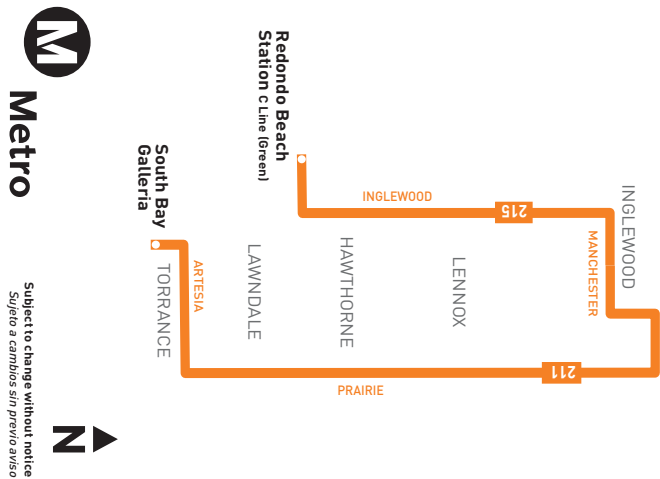 M
Metro
Redondo Beach
Station C Line (Green)
South Bay
Galleria
INGLEWOOD
215
INGLEWOOD
MANCHESTER
LENNOX
HAWTHORNE
LAWNDALE
ARTESIA
TORRANCE
211
PRAIRIE
N
Subject to change without notice
Sujeto a cambios sin previo aviso